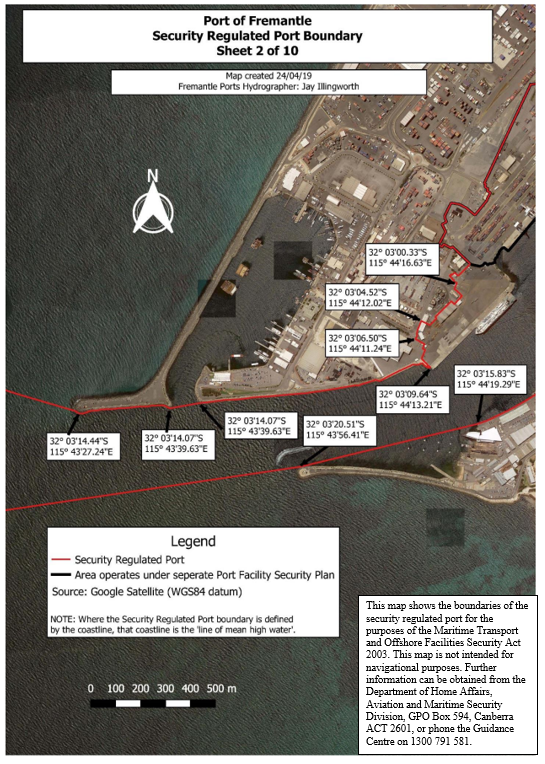 Port of Fremantle
Security Regulated Port Boundary
Sheet 2 of 10
Map created 24/04/19
Fremantle Ports Hydrographer: Jay Illingworth
N
32° 03'00.33"S
115° 44'16.63"E
32° 03'04.52"S
115° 44'12.02"E
32° 03'06.50"S
115° 44'11.24"E
32° 03'15.83"S
115° 44'19.29"E
32° 03'09.64"S
115° 44'13.21"E
32° 03'14.07"S
115° 43'39.63"E
32° 03'20.51"S
115° 43'56.41"E
32° 03'14.44"S
115° 43'27.24"E
32° 03'14.07"S
115° 43'39.63"E
Legend
Security Regulated Port
Area operates under seperate Port Facility Security Plan
Source: Google Satellite (WGS84 datum)
NOTE: Where the Security Regulated Port boundary is defined
by the coastline, that coastline is the 'line of mean high water'.
0 100 200 300 400 500 m
This map shows the boundaries of the
security regulated port for the
purposes of the Maritime Transport
and Offshore Facilities Security Act
2003. This map is not intended for
navigational purposes. Further
information can be obtained from the
Department of Home Affairs,
Aviation and Maritime Security
Division, GPO Box 594, Canberra
ACT 2601, or phone the Guidance
Centre on 1300 791 581.